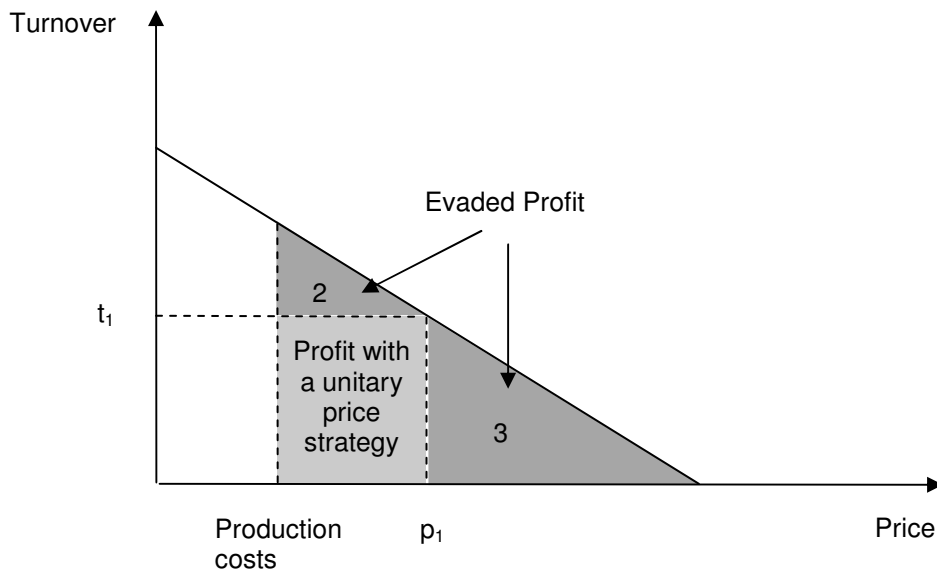 Turnover
Evaded Profit
2
t₁
Profit with
a unitary
price
strategy
3
Production
costs
p₁
Price